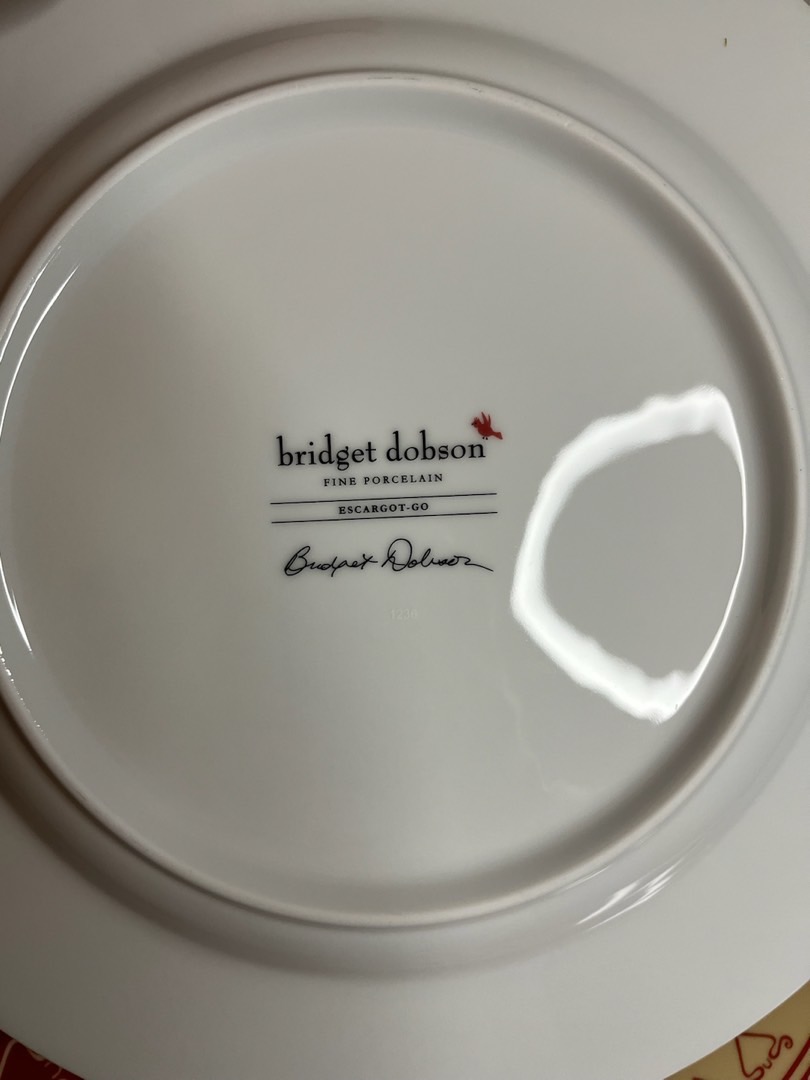 bridget dobson
FINE PORCELAIN
ESCARGOT-GO
Bridget Dobson